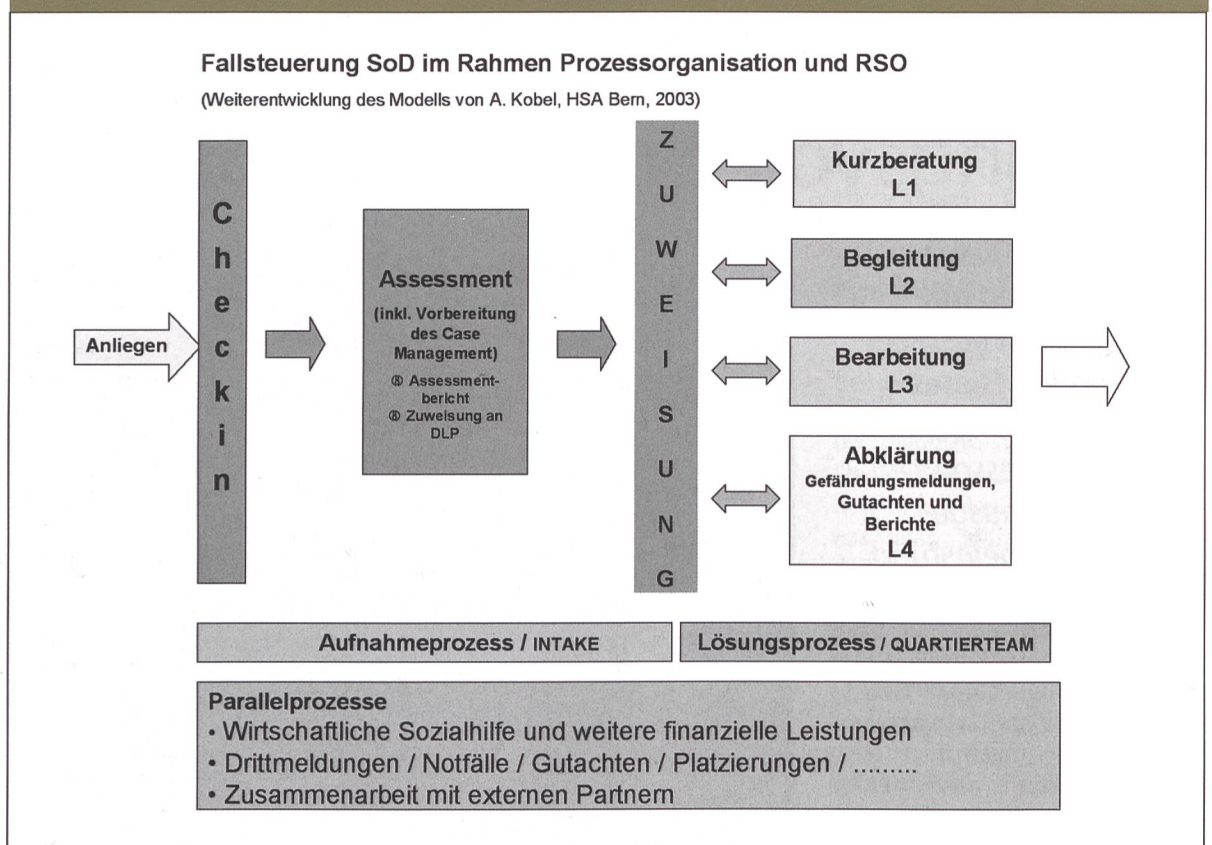 Fallsteuerung SoD im Rahmen Prozessorganisation und RSO
(Weiterentwicklung des Modells von A. Kobel, HSA Bern, 2003)
Anliegen
Checkin
Assessment
(inkl. Vorbereitung
des Case
Management)
® Assessment-
bericht
® Zuweisung an
DLP
ZUWEISUNG
Kurzberatung
L1
Begleitung
L2
Bearbeitung
L3
Abklärung
Gefährdungsmeldungen,
Gutachten und
Berichte
L4
Aufnahmeprozess / INTAKE
Lösungsprozess / QUARTIERTEAM
Parallelprozesse
• Wirtschaftliche Sozialhilfe und weitere finanzielle Leistungen
• Drittmeldungen / Notfälle / Gutachten / Platzierungen / .........
• Zusammenarbeit mit externen Partnern